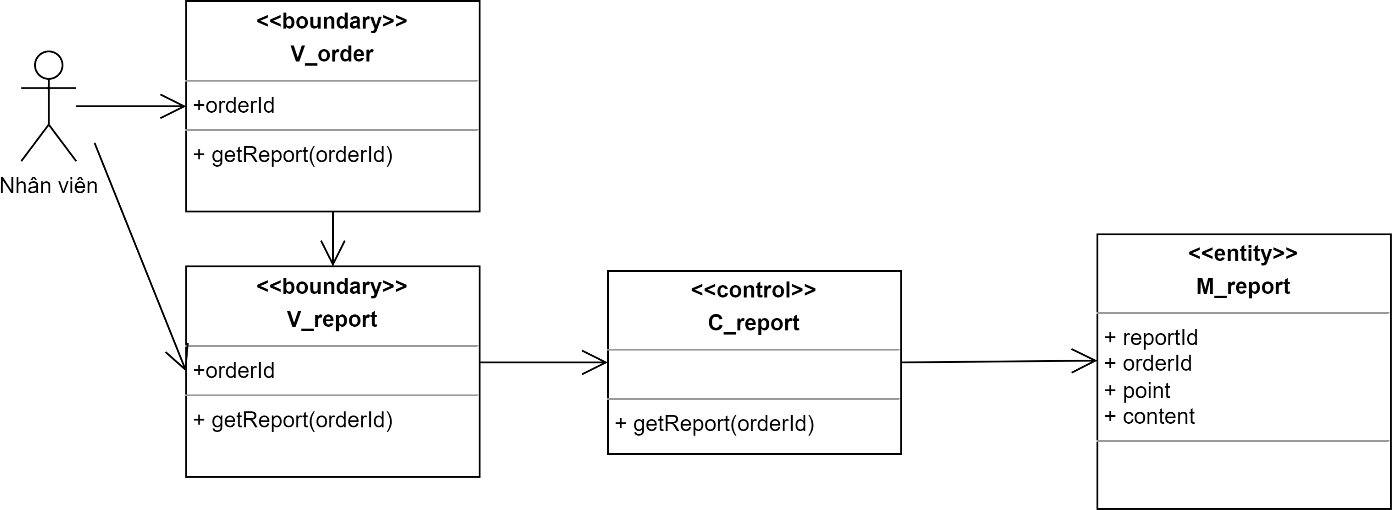 <<boundary>>
V_order
+orderId
+ getReport(orderId)
Nhân viên
<<boundary>>
V_report
+orderId
+ getReport(orderId)
<<control>>
C_report
+ getReport(orderId)
<<entity>>
M_report
+ reportId
+ orderId
+ point
+ content